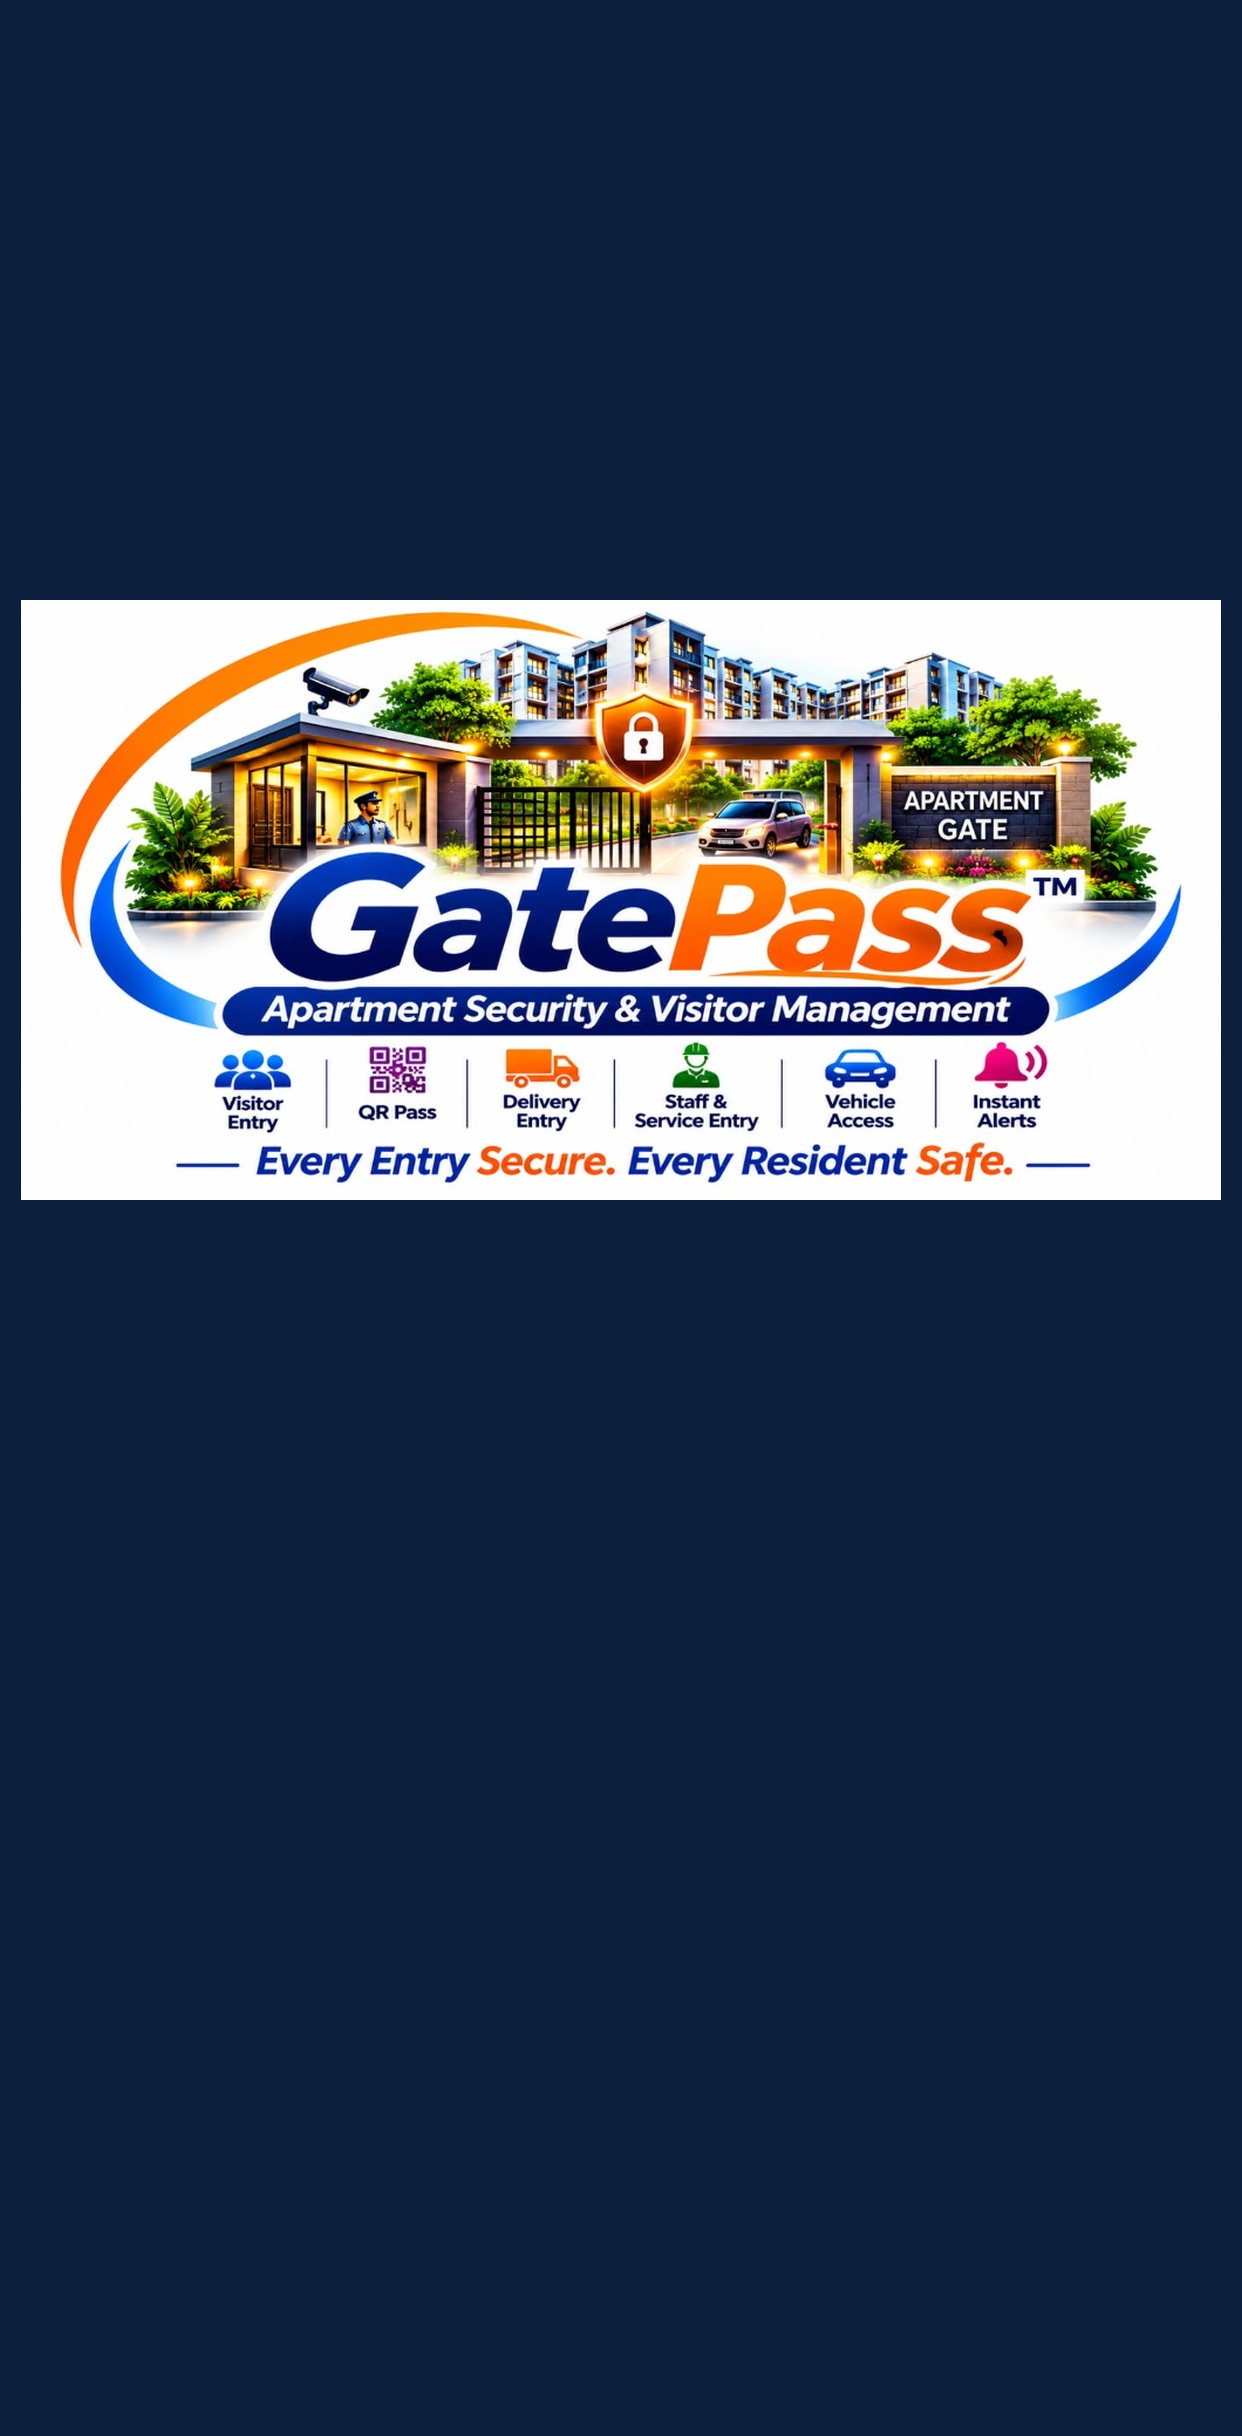 APARTMENT
GATE
GatePass™
Apartment Security & Visitor Management
Visitor
Entry
QR Pass
Delivery
Entry
Staff &
Service Entry
Vehicle
Access
Instant
Alerts
Every Entry Secure. Every Resident Safe.